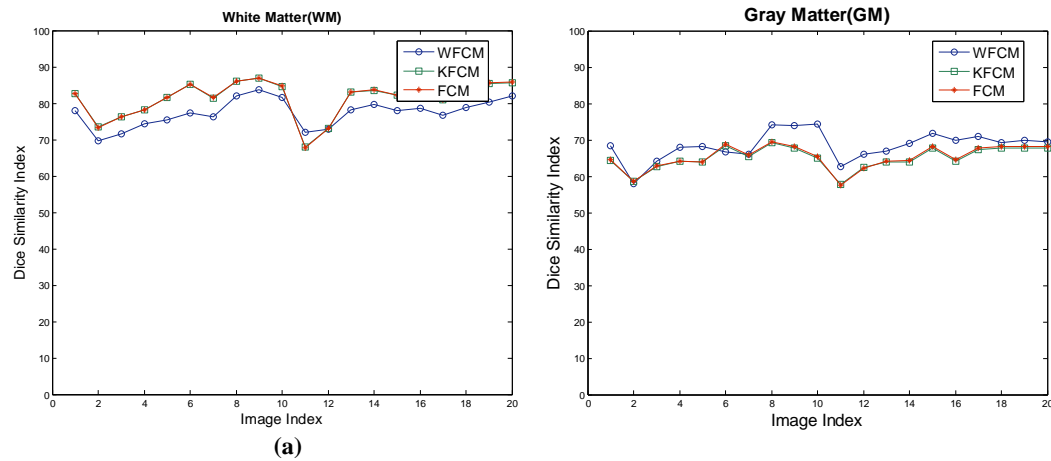 White Matter(WM)
Dice Similarity Index
100
90
80
70
60
50
40
30
20
10
0
0 2 4 6 8 10 12 14 16 18 20
Image Index
WFCM
KFCM
FCM
(a)
Gray Matter(GM)
Dice Similarity Index
100
90
80
70
60
50
40
30
20
10
0
0 2 4 6 8 10 12 14 16 18 20
Image Index
WFCM
KFCM
FCM